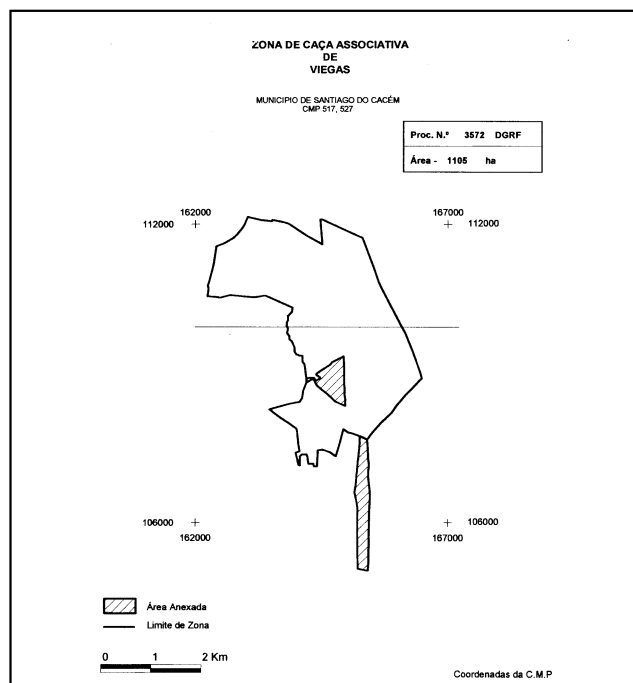 ZONA DE CAÇA ASSOCIATIVA
DE
VIEGAS
MUNICIPIO DE SANTIAGO DO CACÉM
CMP 517, 527
Proc. N.º 3572 DGRF
Área - 1105 ha
162000 167000
112000 112000
106000 106000
162000 167000
Área Anexada
Limite de Zona
0 1 2 Km
Coordenadas da C.M.P